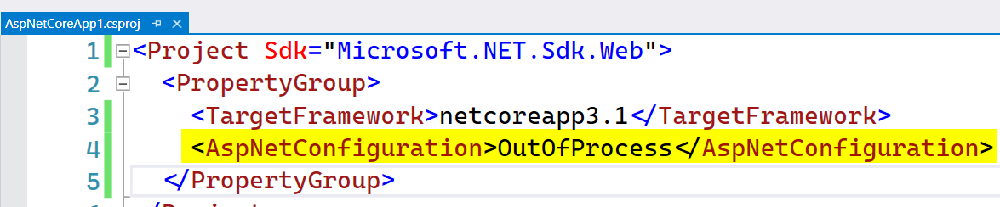 AspNetCoreApp1.csproj
1 <Project Sdk="Microsoft.NET.Sdk.Web">
2 <PropertyGroup>
3 <TargetFramework>netcoreapp3.1</TargetFramework>
4 <AspNetConfiguration>OutOfProcess</AspNetConfiguration>
5 </PropertyGroup>